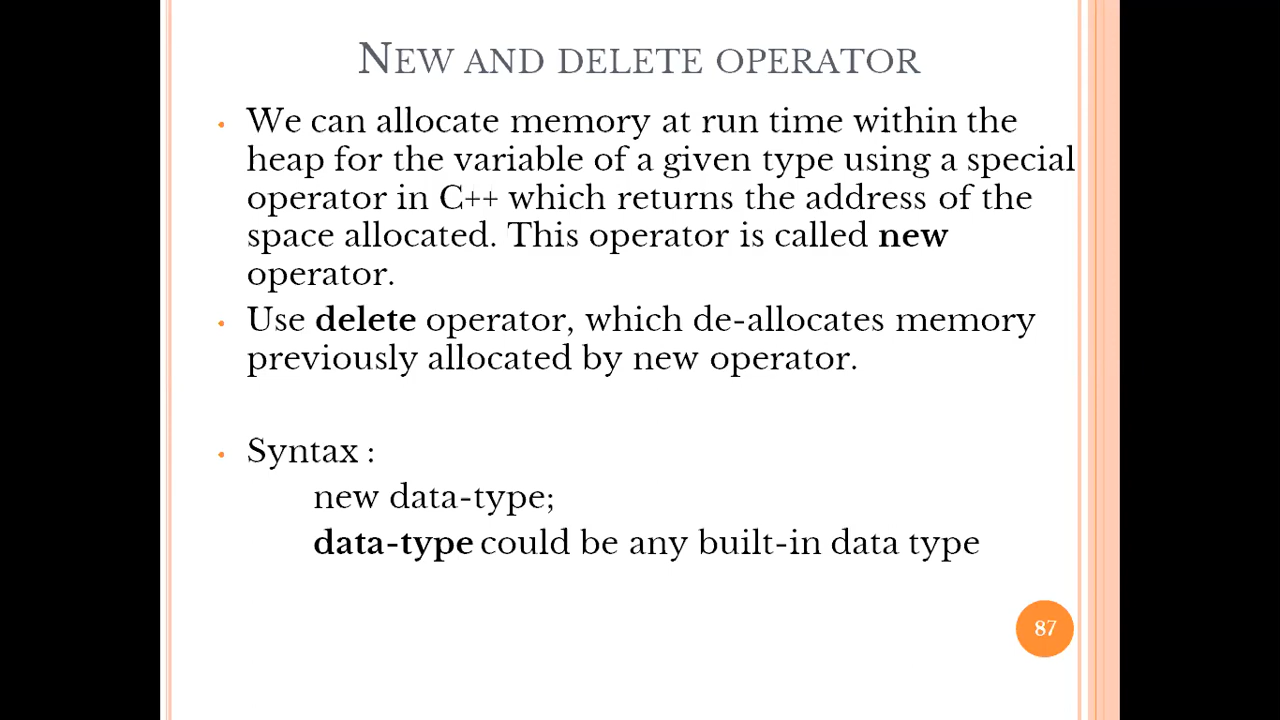 NEW AND DELETE OPERATOR
• We can allocate memory at run time within the
heap for the variable of a given type using a special
operator in C++ which returns the address of the
space allocated. This operator is called new
operator.
• Use delete operator, which de-allocates memory
previously allocated by new operator.
• Syntax :
new data-type;
data-type could be any built-in data type
87